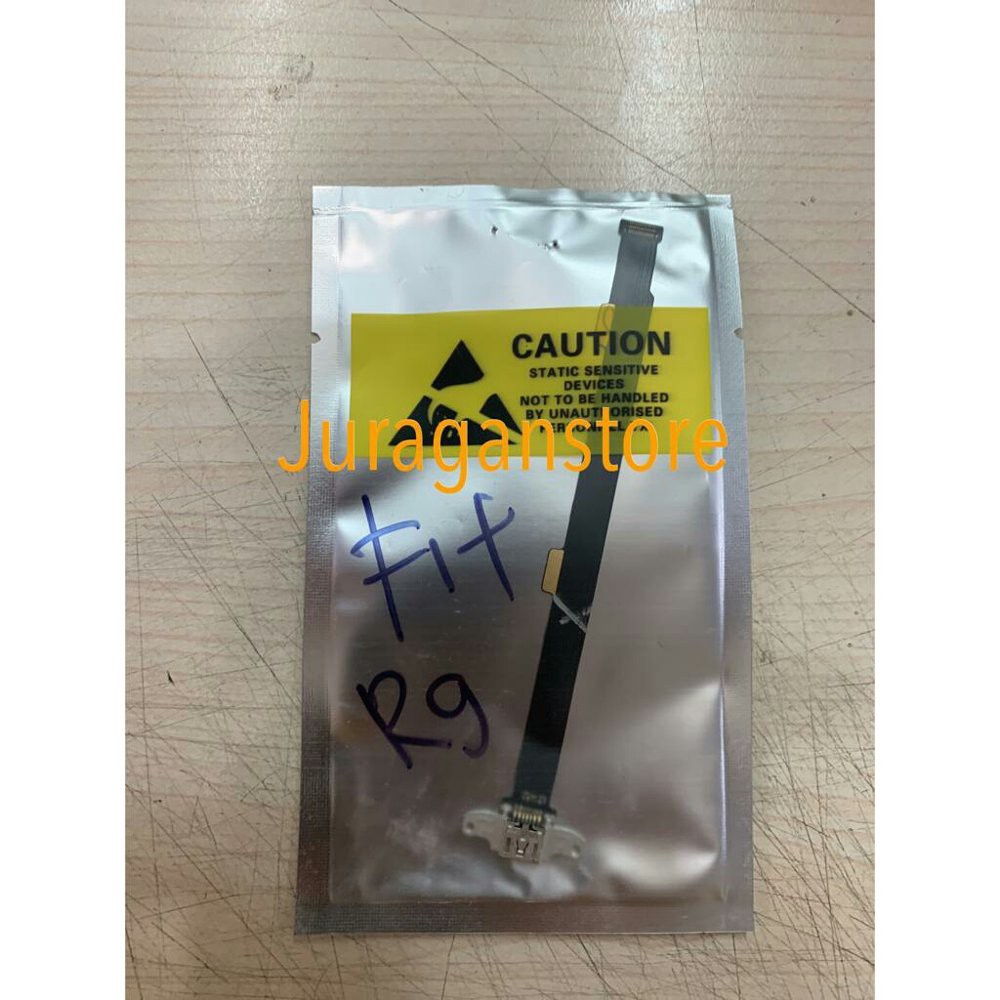 CAUTION
STATIC SENSITIVE
DEVICES
NOT TO BE HANDLED
BY UNAUTHORISED
Juraganstore
F1f
R9